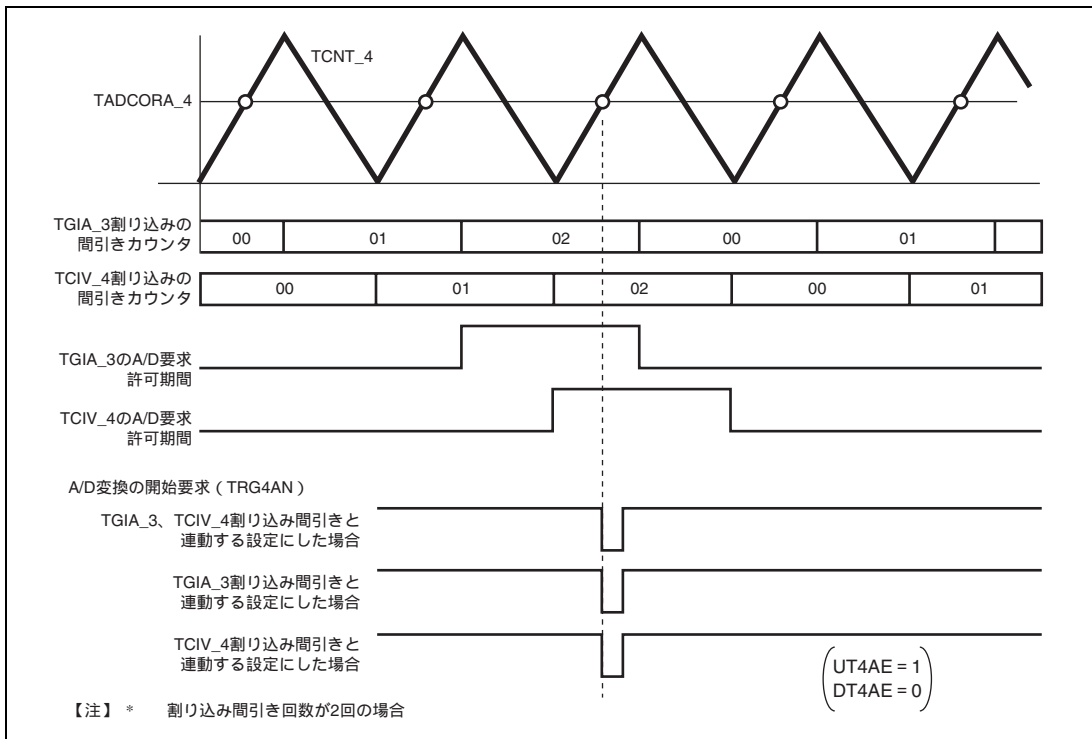 TCNT_4
TADCORA_4
TGIA_3割り込みの
間引きカウンタ
00 01 02 00 01
TCIV_4割り込みの
間引きカウンタ
00 01 02 00 01
TGIA_3のA/D要求
許可期間
TCIV_4のA/D要求
許可期間
A/D変換の開始要求（TRG4AN）
TGIA_3、TCIV_4割り込み間引きと
連動する設定にした場合
TGIA_3割り込み間引きと
連動する設定にした場合
TCIV_4割り込み間引きと
連動する設定にした場合
UT4AE = 1
DT4AE = 0
【注】 * 割り込み間引き回数が2回の場合